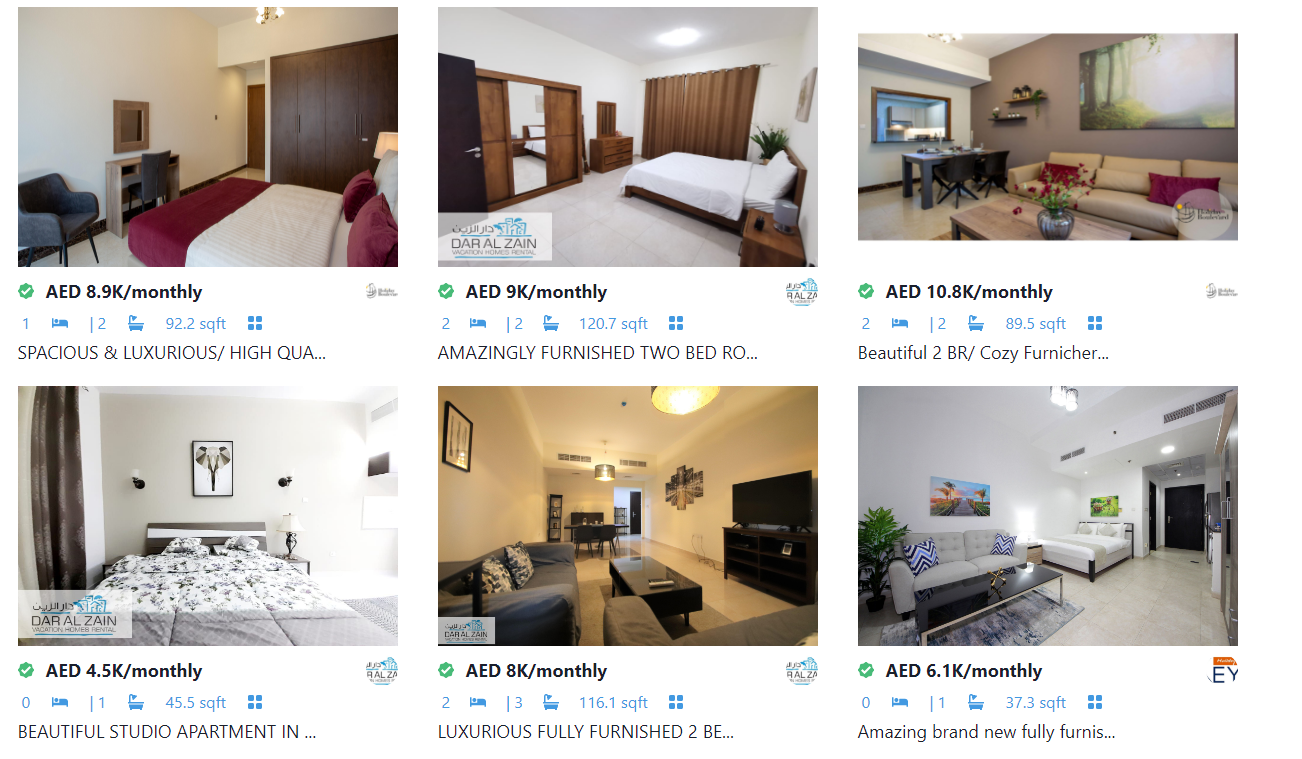 دار الزين
DAR AL ZAIN
VACATION HOMES RENTAL
AED 8.9K/monthly
AED 9K/monthly
AED 10.8K/monthly
1 | 2 92.2 sqft
2 | 2 120.7 sqft
2 | 2 89.5 sqft
SPACIOUS & LUXURIOUS/ HIGH QUA...
AMAZINGLY FURNISHED TWO BED RO...
Beautiful 2 BR/ Cozy Furnicher...
دار الزين
DAR AL ZAIN
VACATION HOMES RENTAL
DAR AL ZAIN
AED 4.5K/monthly
AED 8K/monthly
AED 6.1K/monthly
EY
0 | 1 45.5 sqft
2 | 3 116.1 sqft
0 | 1 37.3 sqft
BEAUTIFUL STUDIO APARTMENT IN ...
LUXURIOUS FULLY FURNISHED 2 BE...
Amazing brand new fully furnis...